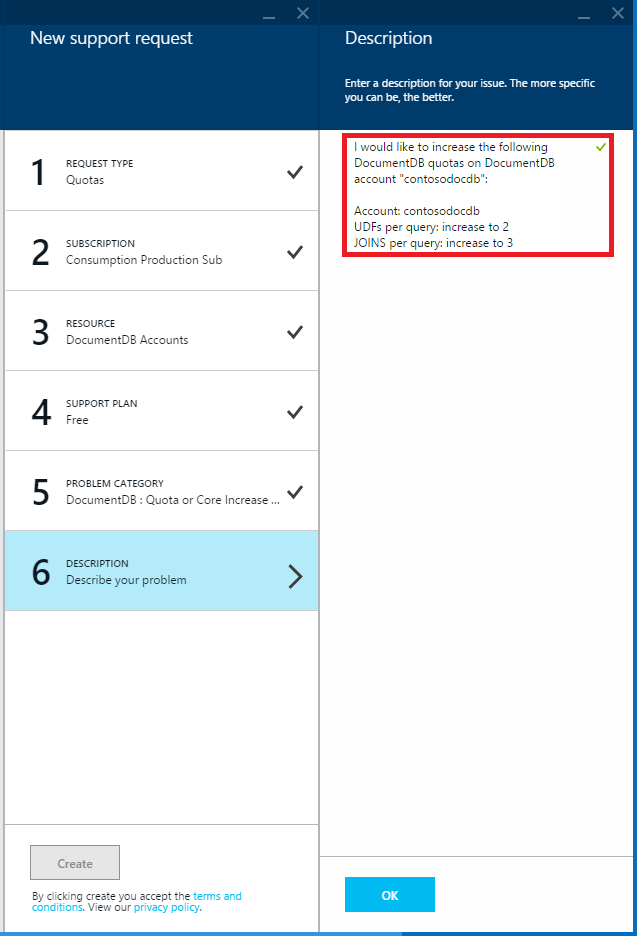 New support request
1
REQUEST TYPE
Quotas
2
SUBSCRIPTION
Consumption Production Sub
3
RESOURCE
DocumentDB Accounts
4
SUPPORT PLAN
Free
5
PROBLEM CATEGORY
DocumentDB : Quota or Core Increase ...
6
DESCRIPTION
Describe your problem
Create
By clicking create you accept the terms and
conditions. View our privacy policy.
Description
Enter a description for your issue. The more specific
you can be, the better.
I would like to increase the following
DocumentDB quotas on DocumentDB
account "contosodocdb":
Account: contosodocdb
UDFs per query: increase to 2
JOINS per query: increase to 3
OK